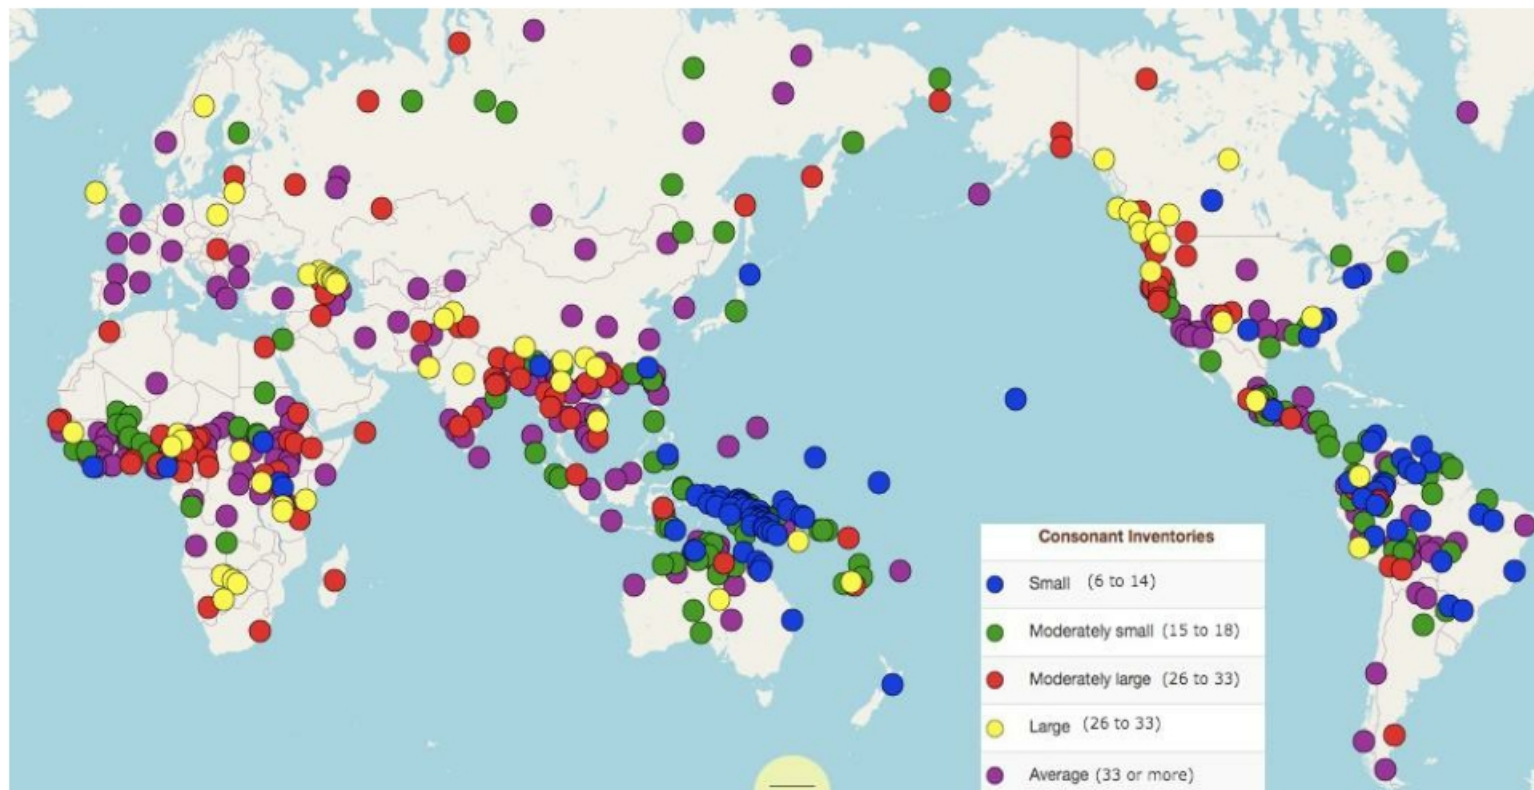 Consonant Inventories
Small (6 to 14)
Moderately small (15 to 18)
Moderately large (26 to 33)
Large (26 to 33)
Average (33 or more)